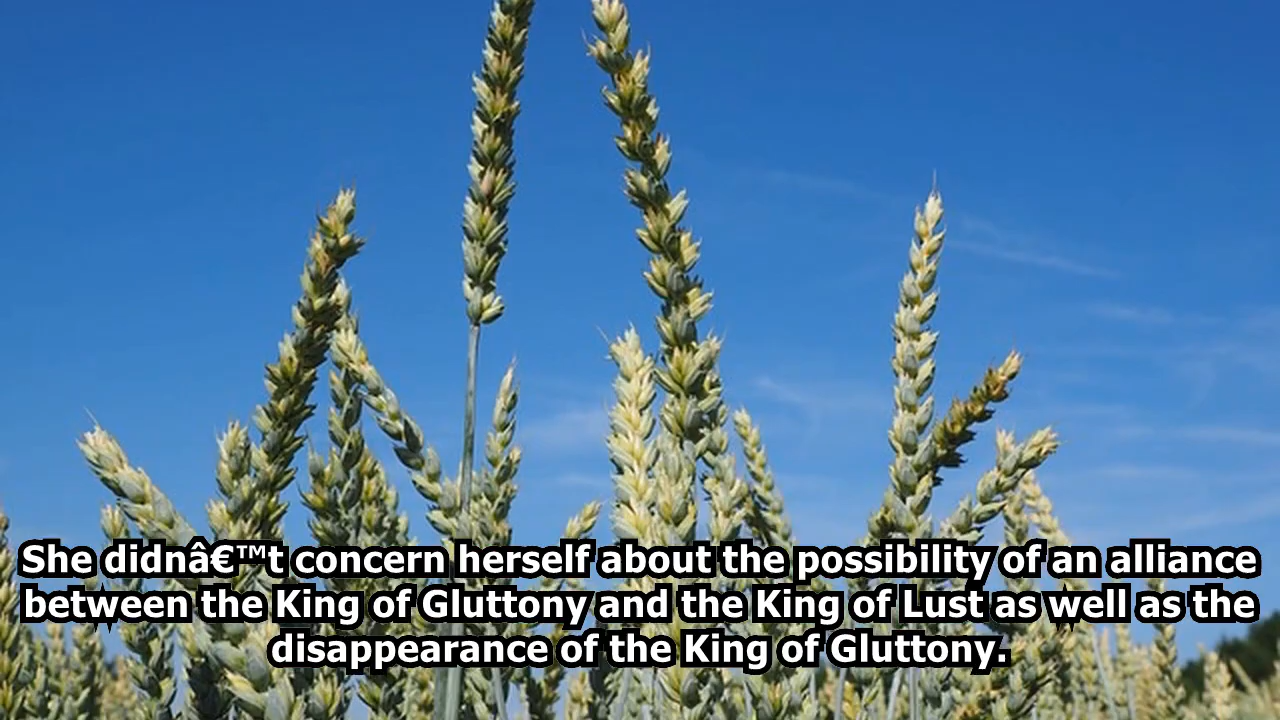 She didnâ€™t concern herself about the possibility of an alliance
between the King of Gluttony and the King of Lust as well as the
disappearance of the King of Gluttony.